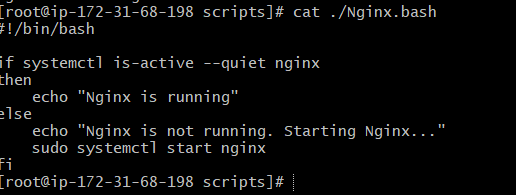 [root@ip-172-31-68-198 scripts]# cat ./Nginx.bash
#!/bin/bash

if systemctl is-active --quiet nginx
then
    echo "Nginx is running"
else
    echo "Nginx is not running. Starting Nginx..."
    sudo systemctl start nginx
fi
[root@ip-172-31-68-198 scripts]#